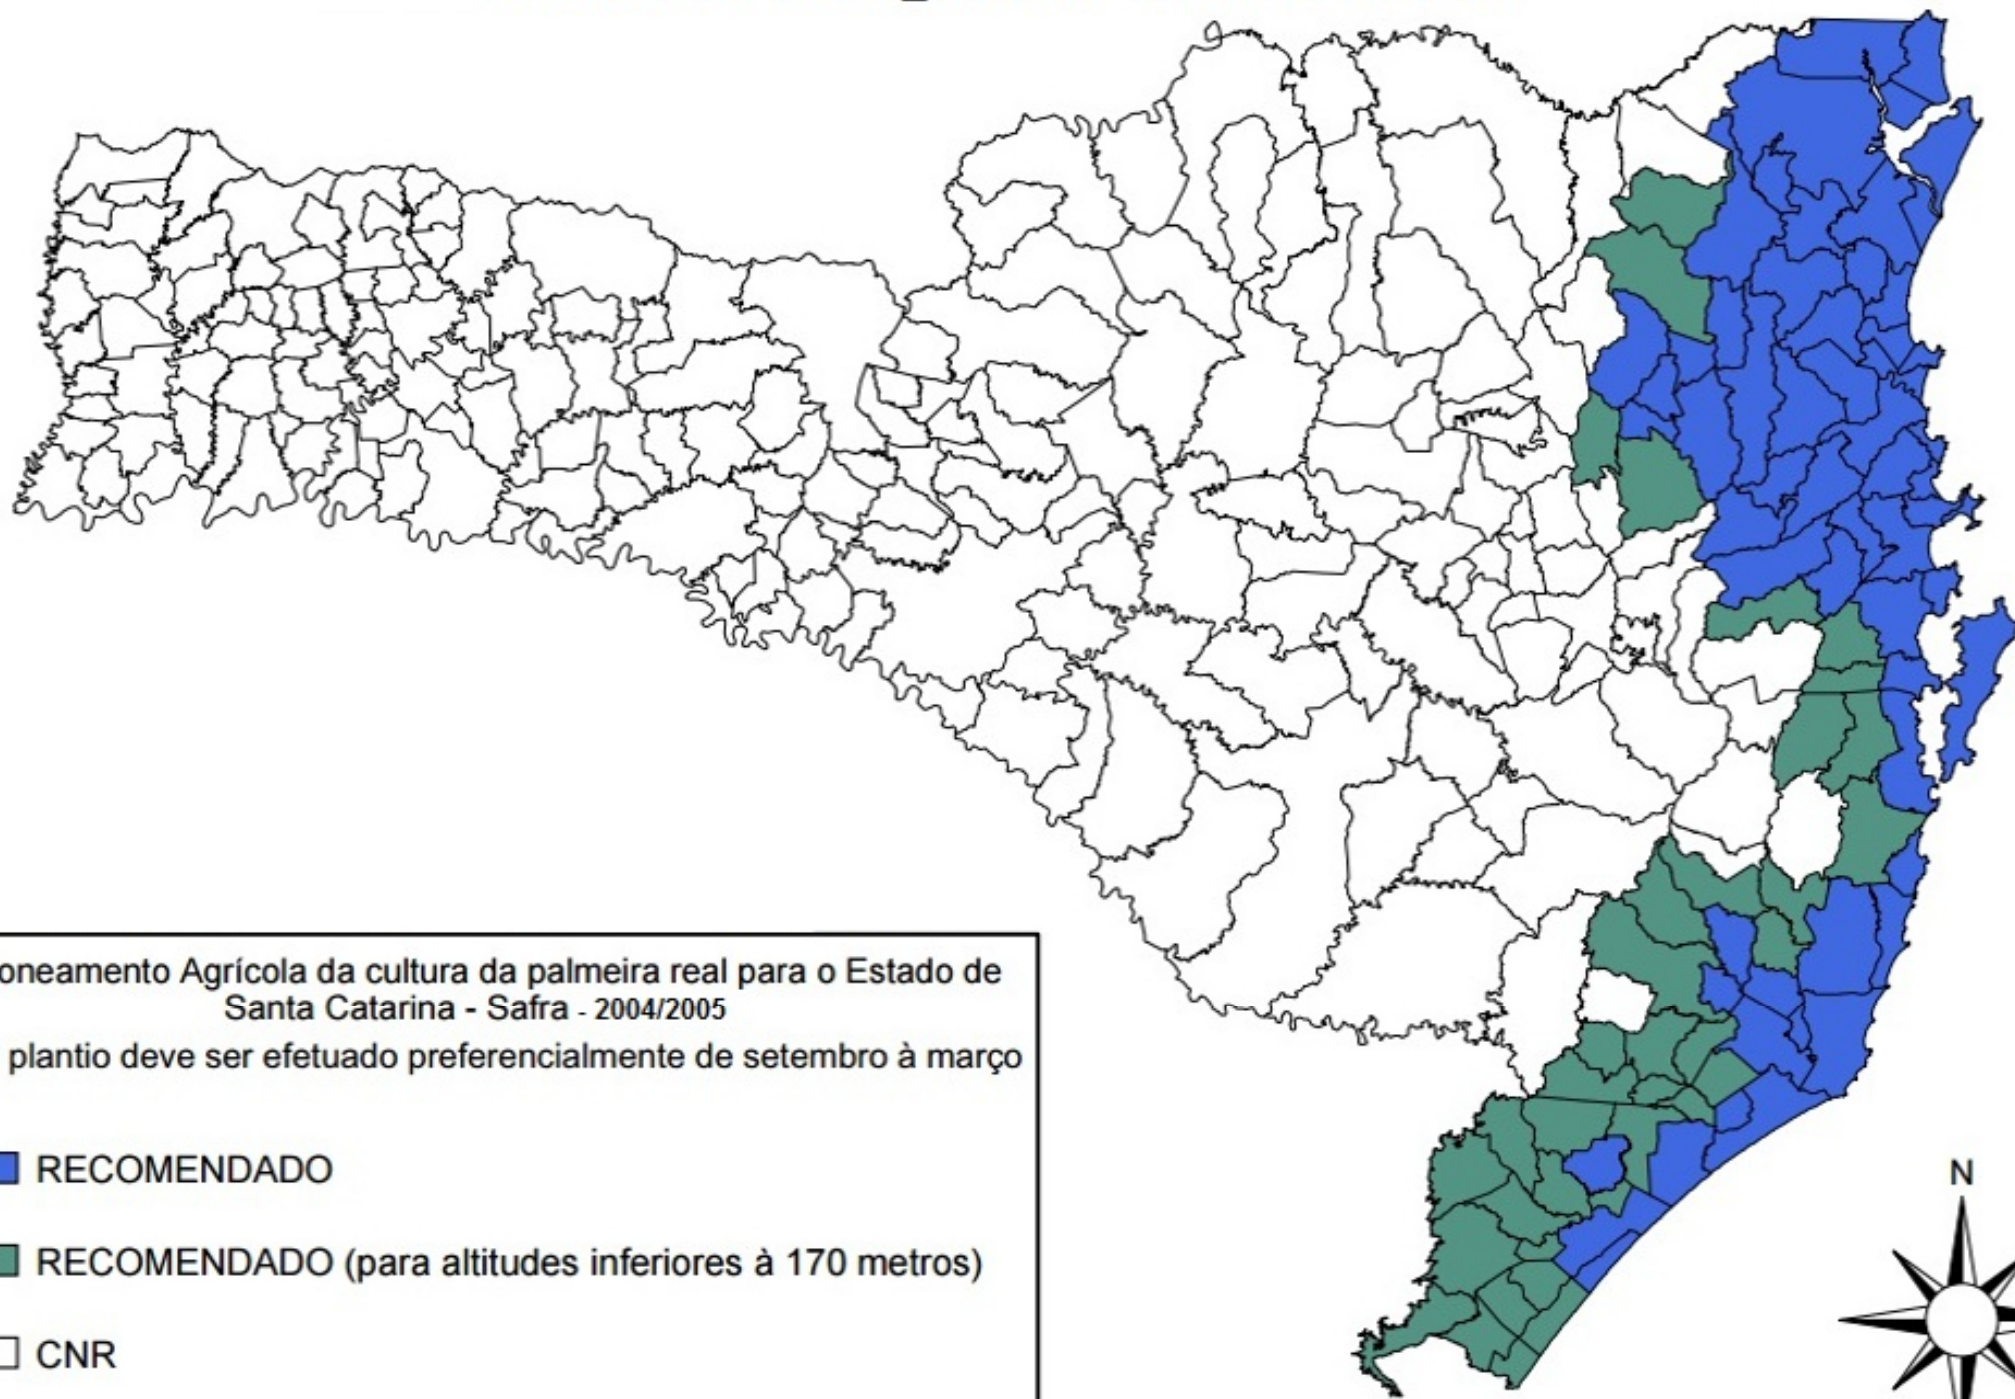 oneamento Agrícola da cultura da palmeira real para o Estado de
Santa Catarina - Safra - 2004/2005
plantio deve ser efetuado preferencialmente de setembro à março
RECOMENDADO
RECOMENDADO (para altitudes inferiores à 170 metros)
CNR
N